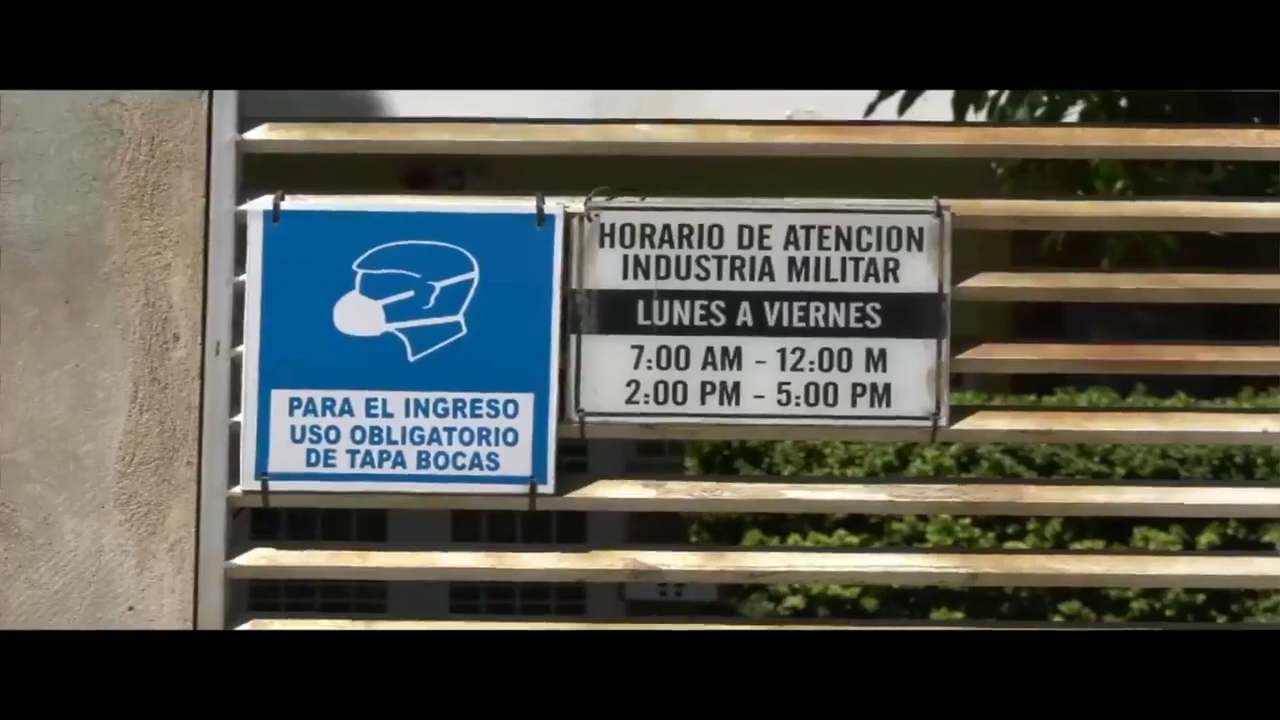 PARA EL INGRESO
USO OBLIGATORIO
DE TAPA BOCAS
HORARIO DE ATENCION
INDUSTRIA MILITAR
LUNES A VIERNES
7:00 AM - 12:00 M
2:00 PM - 5:00 PM